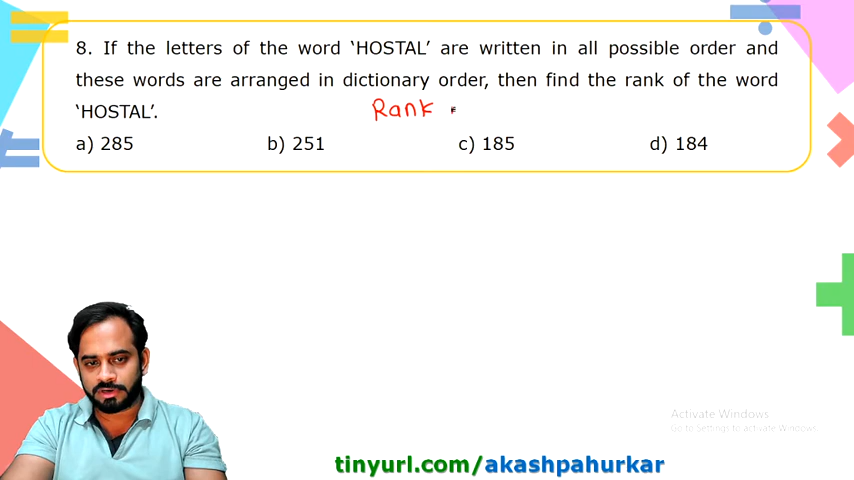 8. If the letters of the word ‘HOSTAL’ are written in all possible order and
these words are arranged in dictionary order, then find the rank of the word
‘HOSTAL’.
Rank
a) 285 b) 251 c) 185 d) 184
Activate Windows
Go to Settings to activate Windows.
tinyurl.com/akashpahurkar